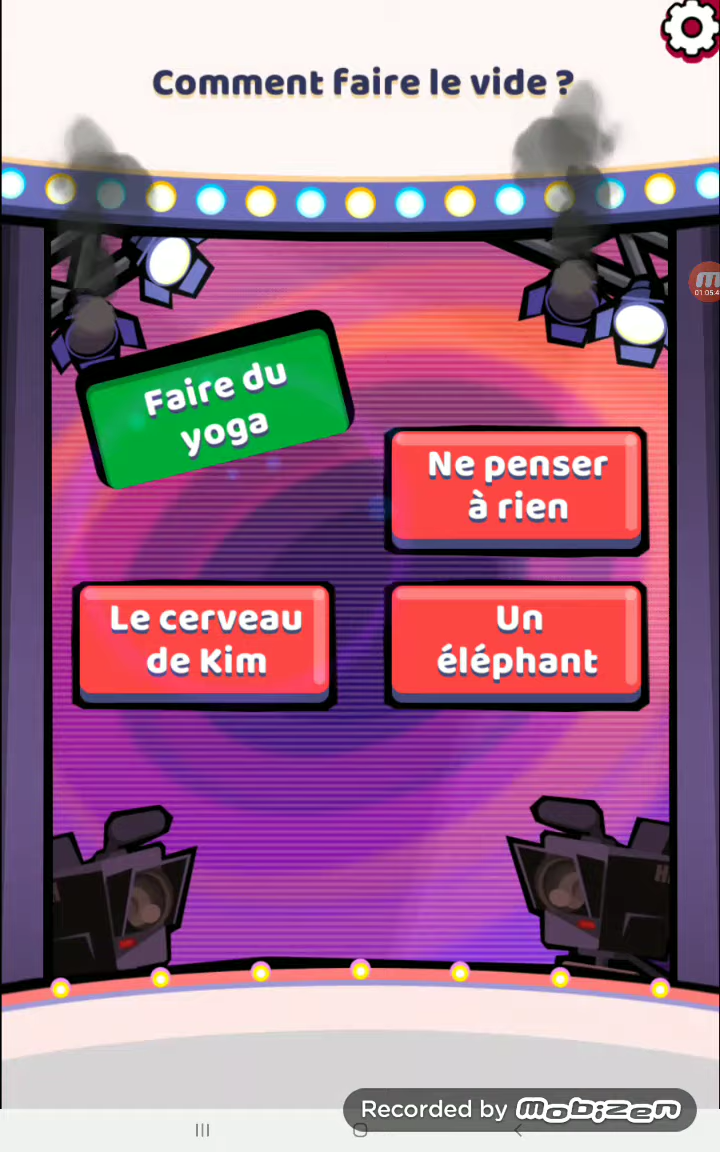 Comment faire le vide ?
Faire du
yoga
Ne penser
à rien
Le cerveau
de Kim
Un
éléphant
Recorded by mobizen